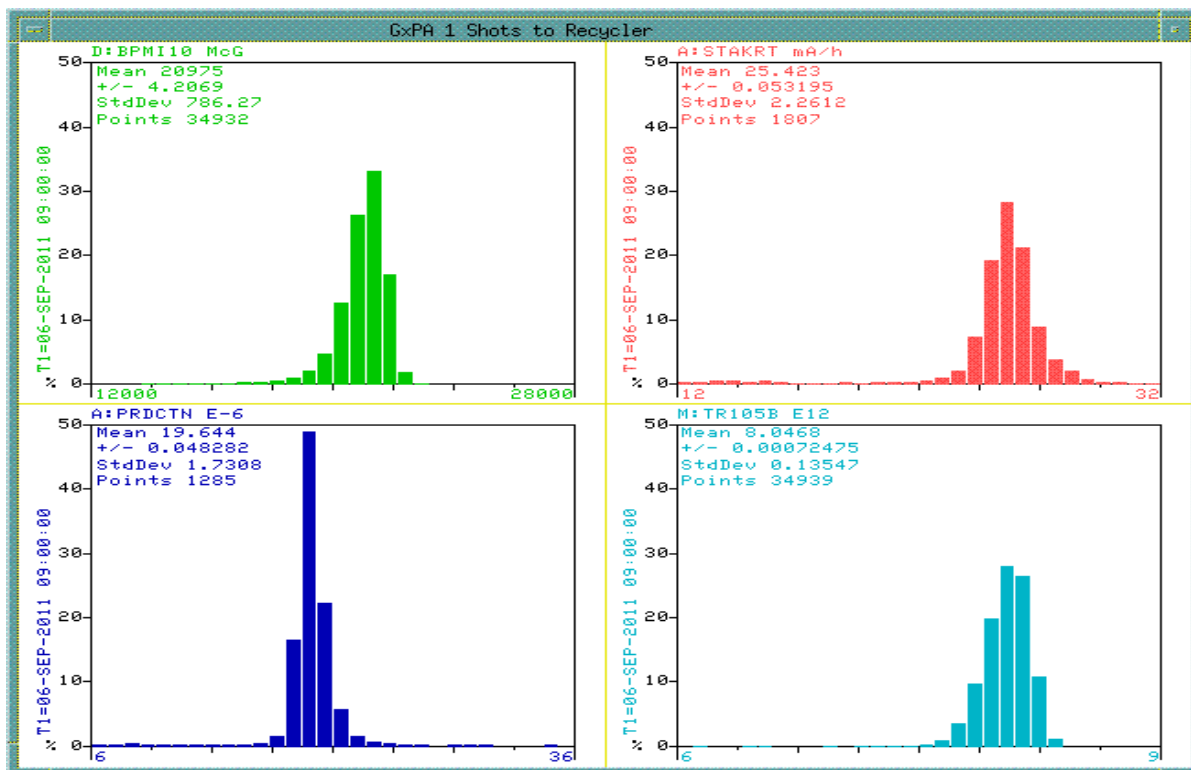 GxPA 1 Shots to Recycler
D:BPMI10 McG
Mean 20975
+/- 4.2069
StdDev 786.27
Points 34932
50
40
30
20
10
% 0
12000 28000
T1=06-SEP-2011 09:00:00
A:STAKRT mA/h
Mean 25.423
+/- 0.053195
StdDev 2.2612
Points 1807
50
40
30
20
10
% 0
12 32
T1=06-SEP-2011 09:00:00
A:PRDCTN E-6
Mean 19.644
+/- 0.048282
StdDev 1.7308
Points 1285
50
40
30
20
10
% 0
6 36
T1=06-SEP-2011 09:00:00
M:TR105B E12
Mean 8.0468
+/- 0.00072475
StdDev 0.13547
Points 34939
50
40
30
20
10
% 0
6 9
T1=06-SEP-2011 09:00:00